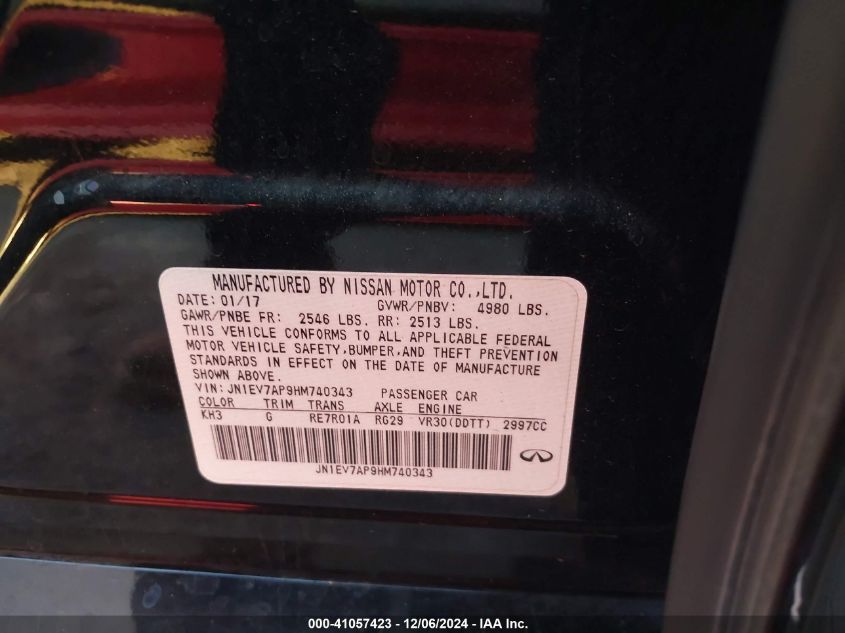 MANUFACTURED BY NISSAN MOTOR CO.,LTD.
DATE: 01/17 GVWR/PNBV: 4980 LBS.
GAWR/PNBE FR: 2546 LBS. RR: 2513 LBS.
THIS VEHICLE CONFORMS TO ALL APPLICABLE FEDERAL
MOTOR VEHICLE SAFETY,BUMPER,AND THEFT PREVENTION
STANDARDS IN EFFECT ON THE DATE OF MANUFACTURE
SHOWN ABOVE.
VIN: JN1EV7AP9HM740343 PASSENGER CAR
COLOR TRIM TRANS AXLE ENGINE
KH3 G RE7R01A RG29 VR30(DDTT) 2997CC
JN1EV7AP9HM740343
000-41057423 - 12/06/2024 - IAA Inc.